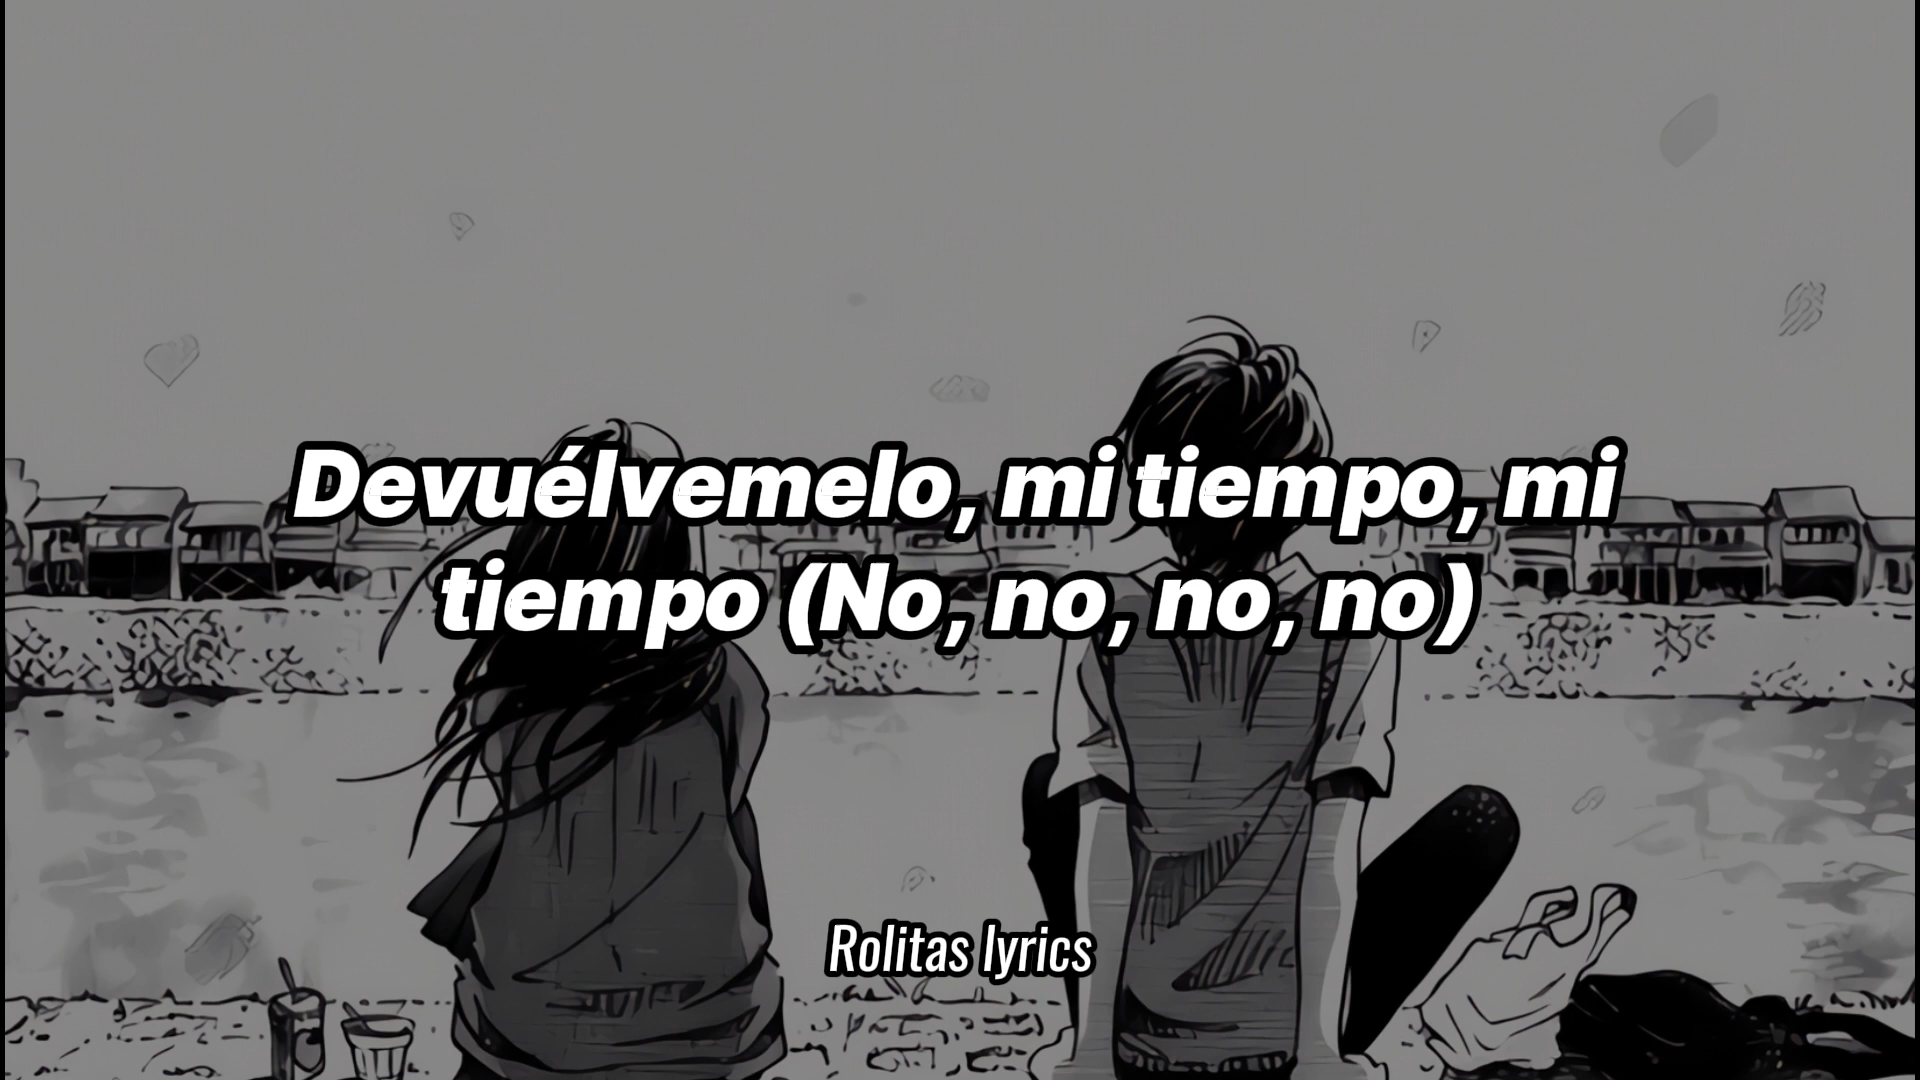 Devuélvemelo, mi tiempo, mi
tiempo (No, no, no, no)
Rolitas lyrics